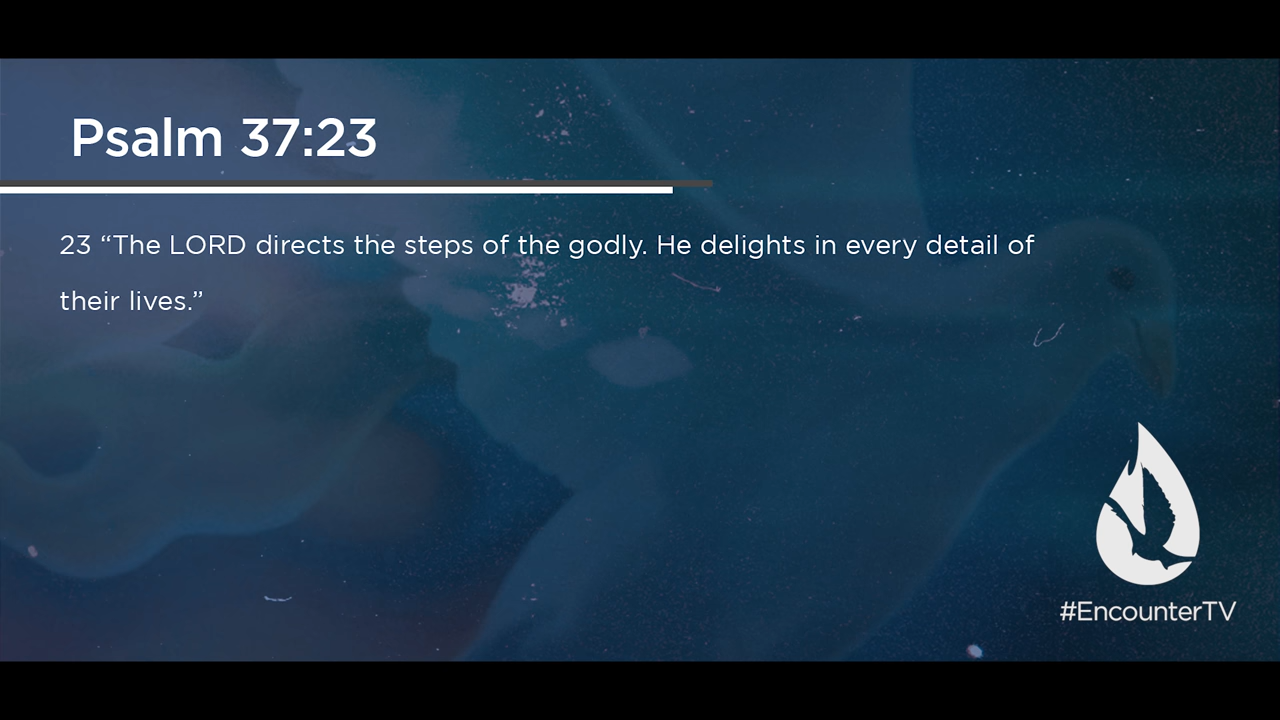 Psalm 37:23
23 “The LORD directs the steps of the godly. He delights in every detail of
their lives.”
#EncounterTV